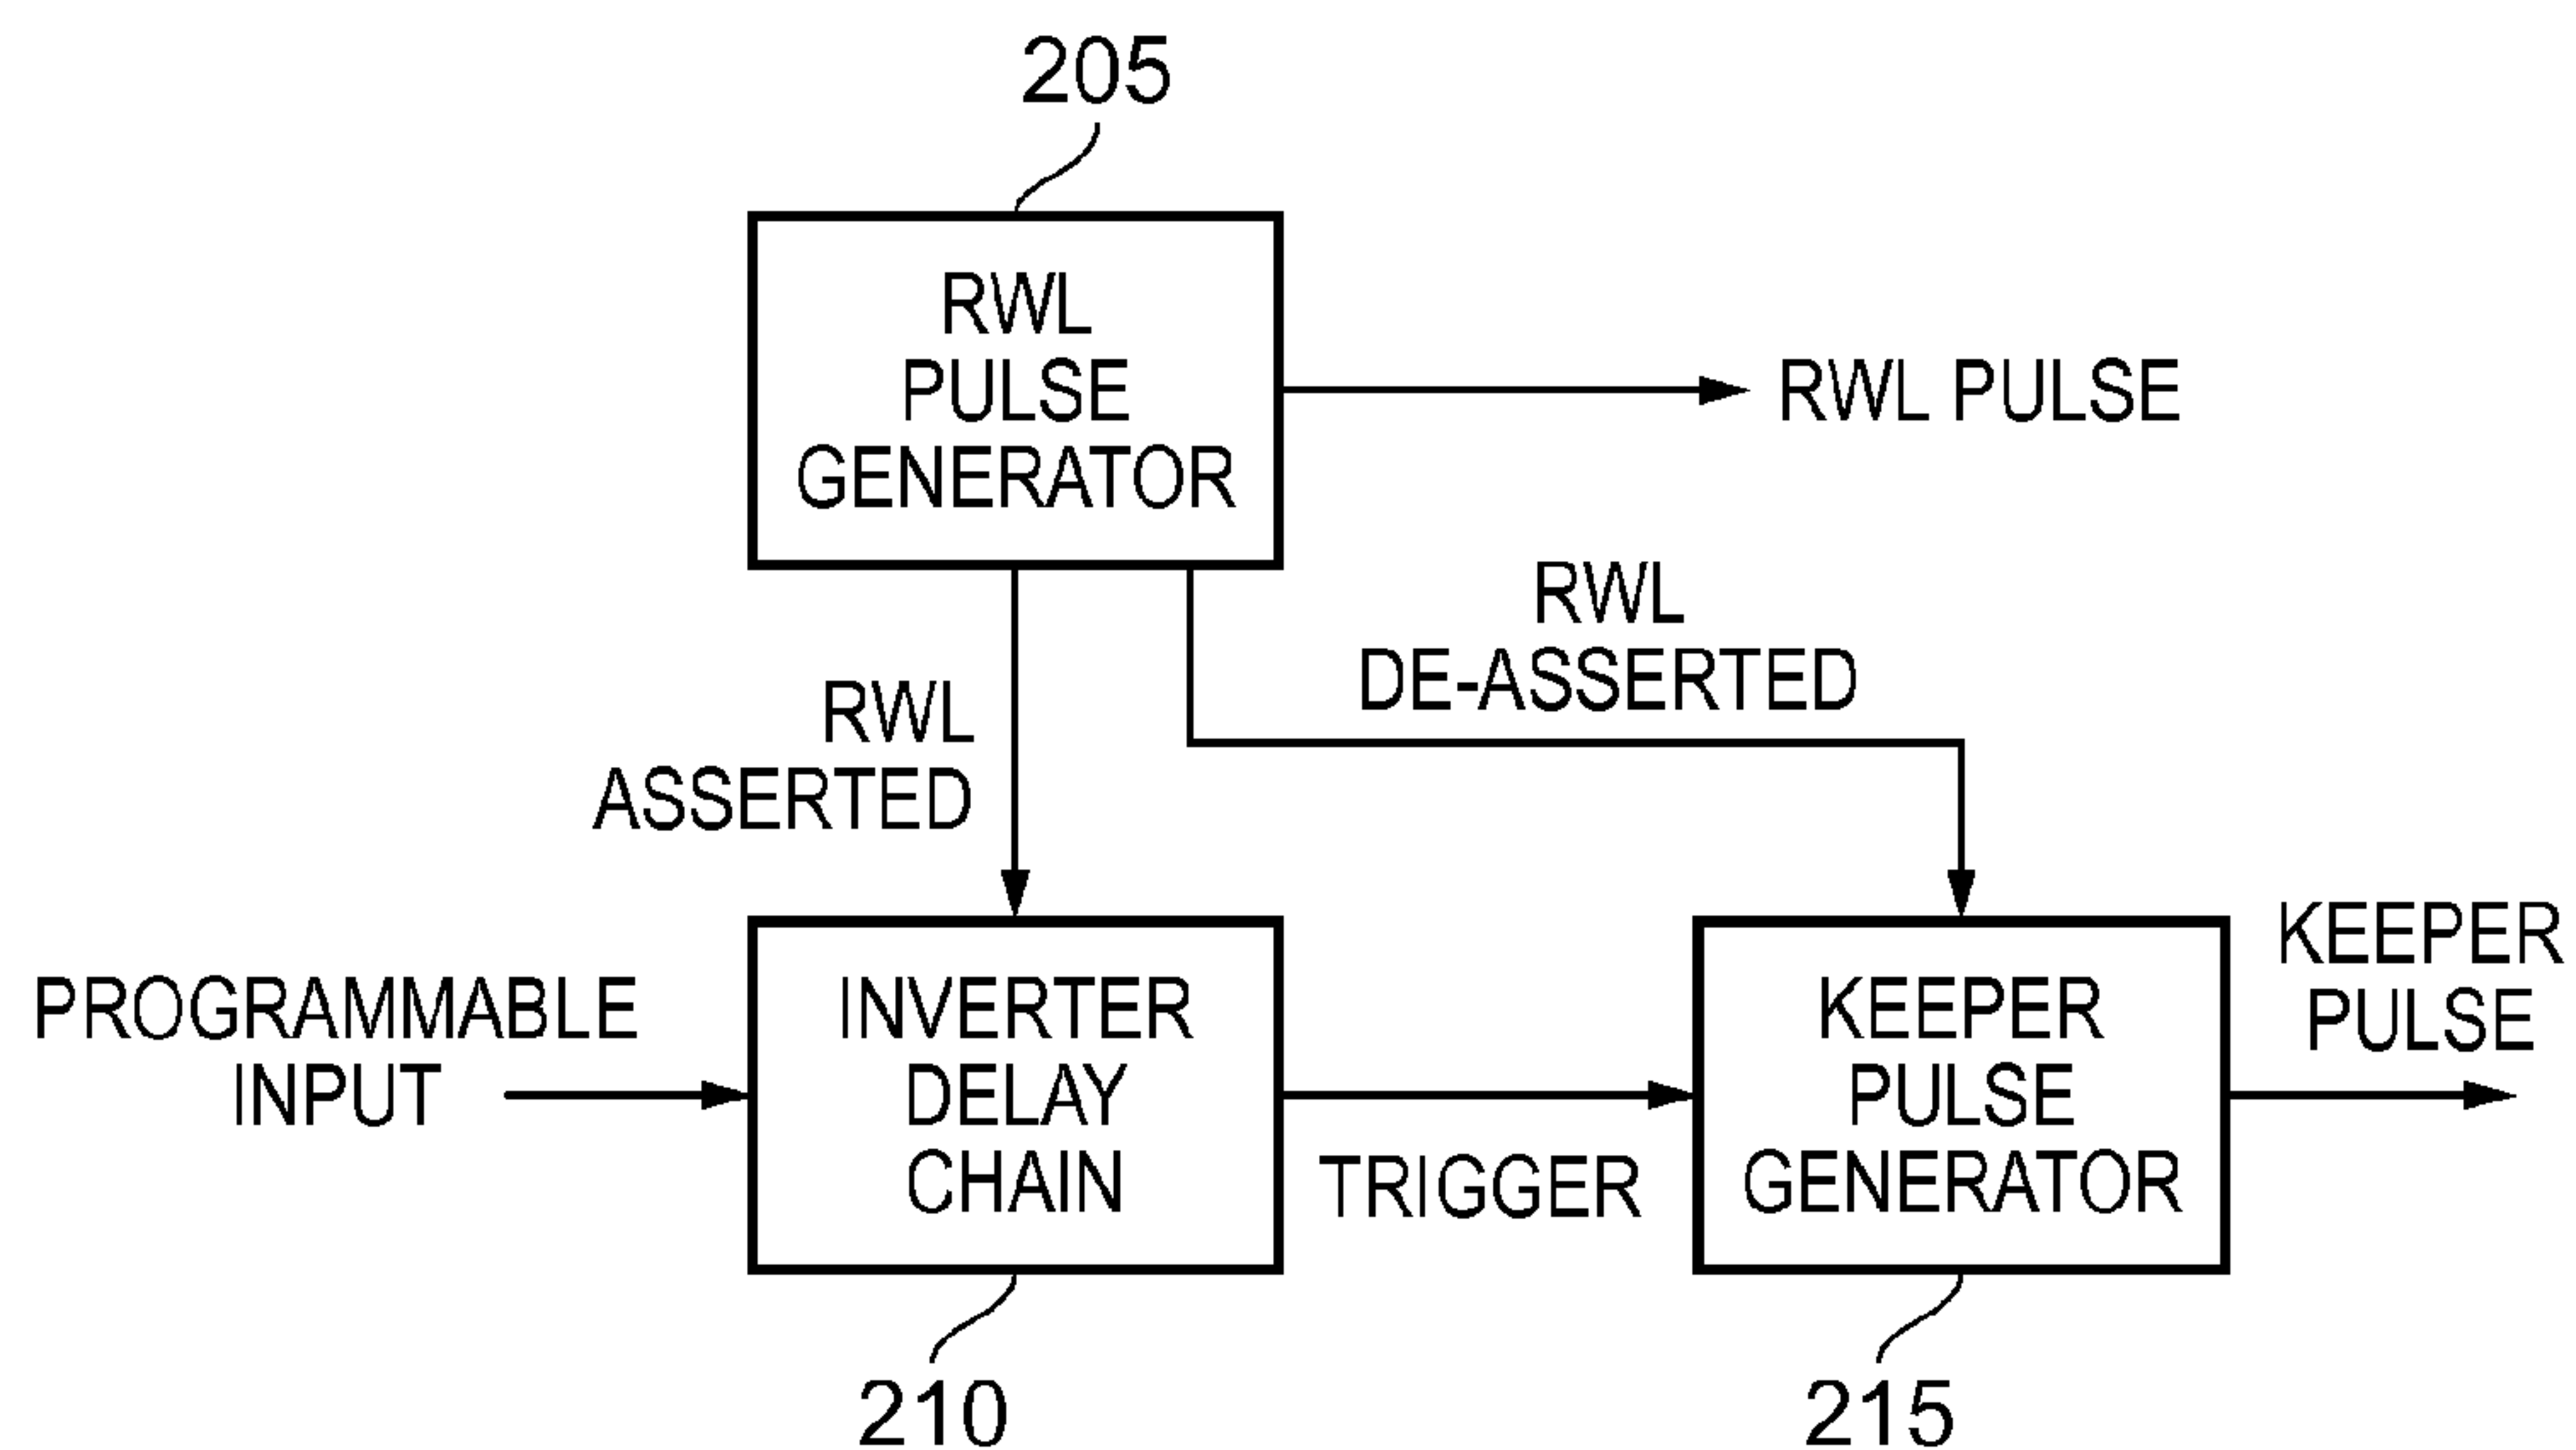 205
RWL
PULSE
GENERATOR
RWL PULSE
RWL
DE-ASSERTED
RWL
ASSERTED
PROGRAMMABLE
INPUT
INVERTER
DELAY
CHAIN
TRIGGER
KEEPER
PULSE
GENERATOR
KEEPER
PULSE
210
215